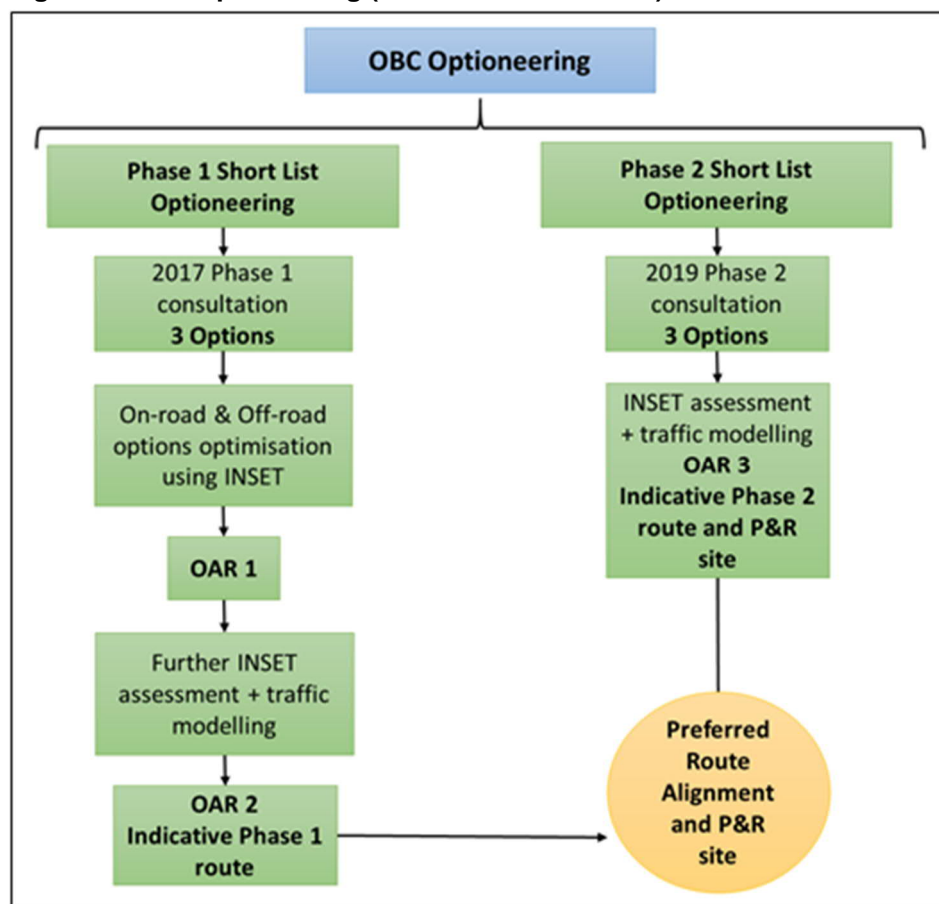 OBC Optioneering
Phase 1 Short List
Optioneering
2017 Phase 1
consultation
3 Options
On-road & Off-road
options optimisation
using INSET
OAR 1
Further INSET
assessment + traffic
modelling
OAR 2
Indicative Phase 1
route
Phase 2 Short List
Optioneering
2019 Phase 2
consultation
3 Options
INSET assessment
+ traffic modelling
OAR 3
Indicative Phase 2
route and P&R
site
Preferred
Route
Alignment
and P&R
site